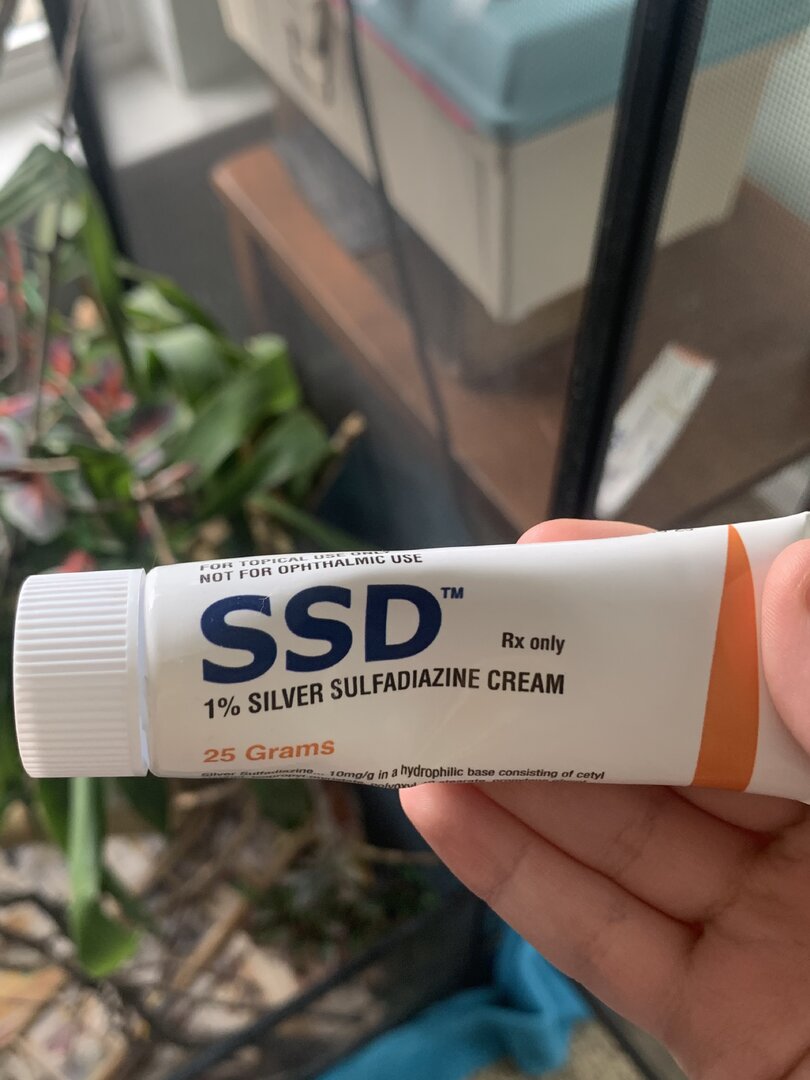 FOR TOPICAL USE ONLY
NOT FOR OPHTHALMIC USE
SSD™
Rx only
1% SILVER SULFADIAZINE CREAM
25 Grams
Silver Sulfadiazine... 10mg/g in a hydrophilic base consisting of cetyl